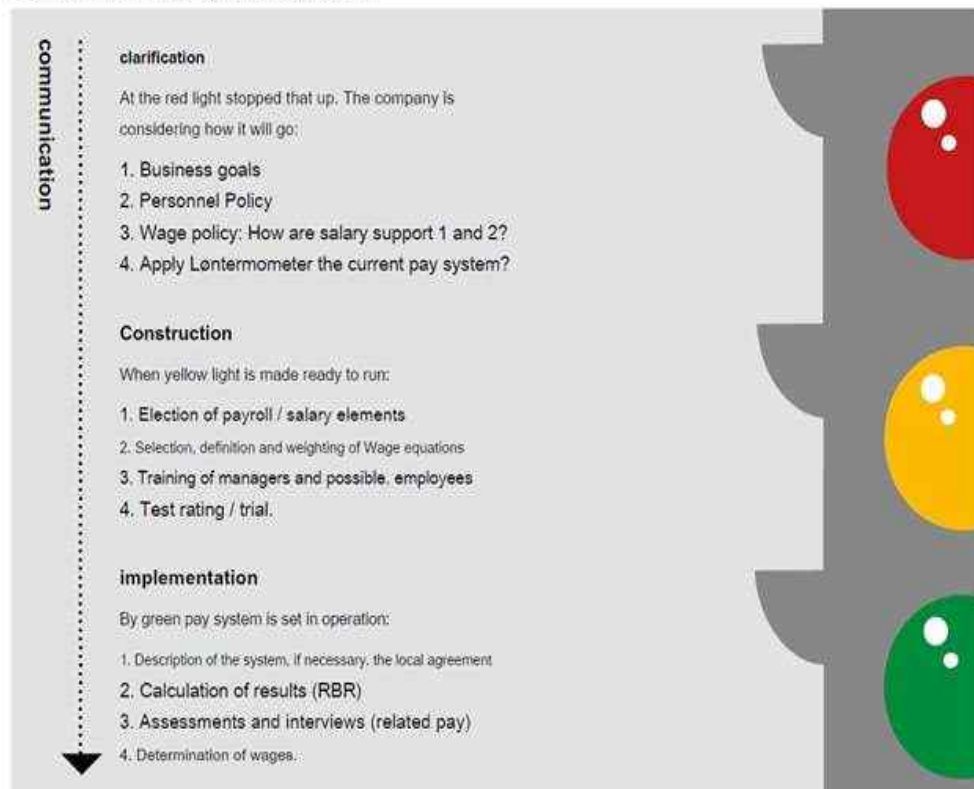 communication
clarification
At the red light stopped that up. The company is
considering how it will go:
1. Business goals
2. Personnel Policy
3. Wage policy: How are salary support 1 and 2?
4. Apply Løntermometer the current pay system?
Construction
When yellow light is made ready to run:
1. Election of payroll / salary elements
2. Selection, definition and weighting of Wage equations
3. Training of managers and possible. employees
4. Test rating / trial.
implementation
By green pay system is set in operation:
1. Description of the system, if necessary. the local agreement
2. Calculation of results (RBR)
3. Assessments and interviews (related pay)
4. Determination of wages.